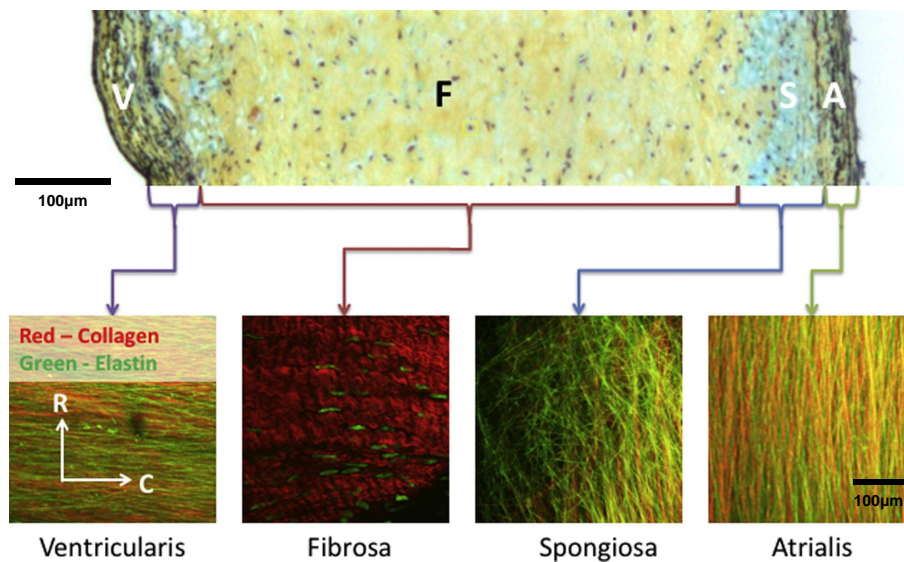 V
F
S
A
100µm
Red – Collagen
Green - Elastin
R
C
100µm
Ventricularis
Fibrosa
Spongiosa
Atrialis